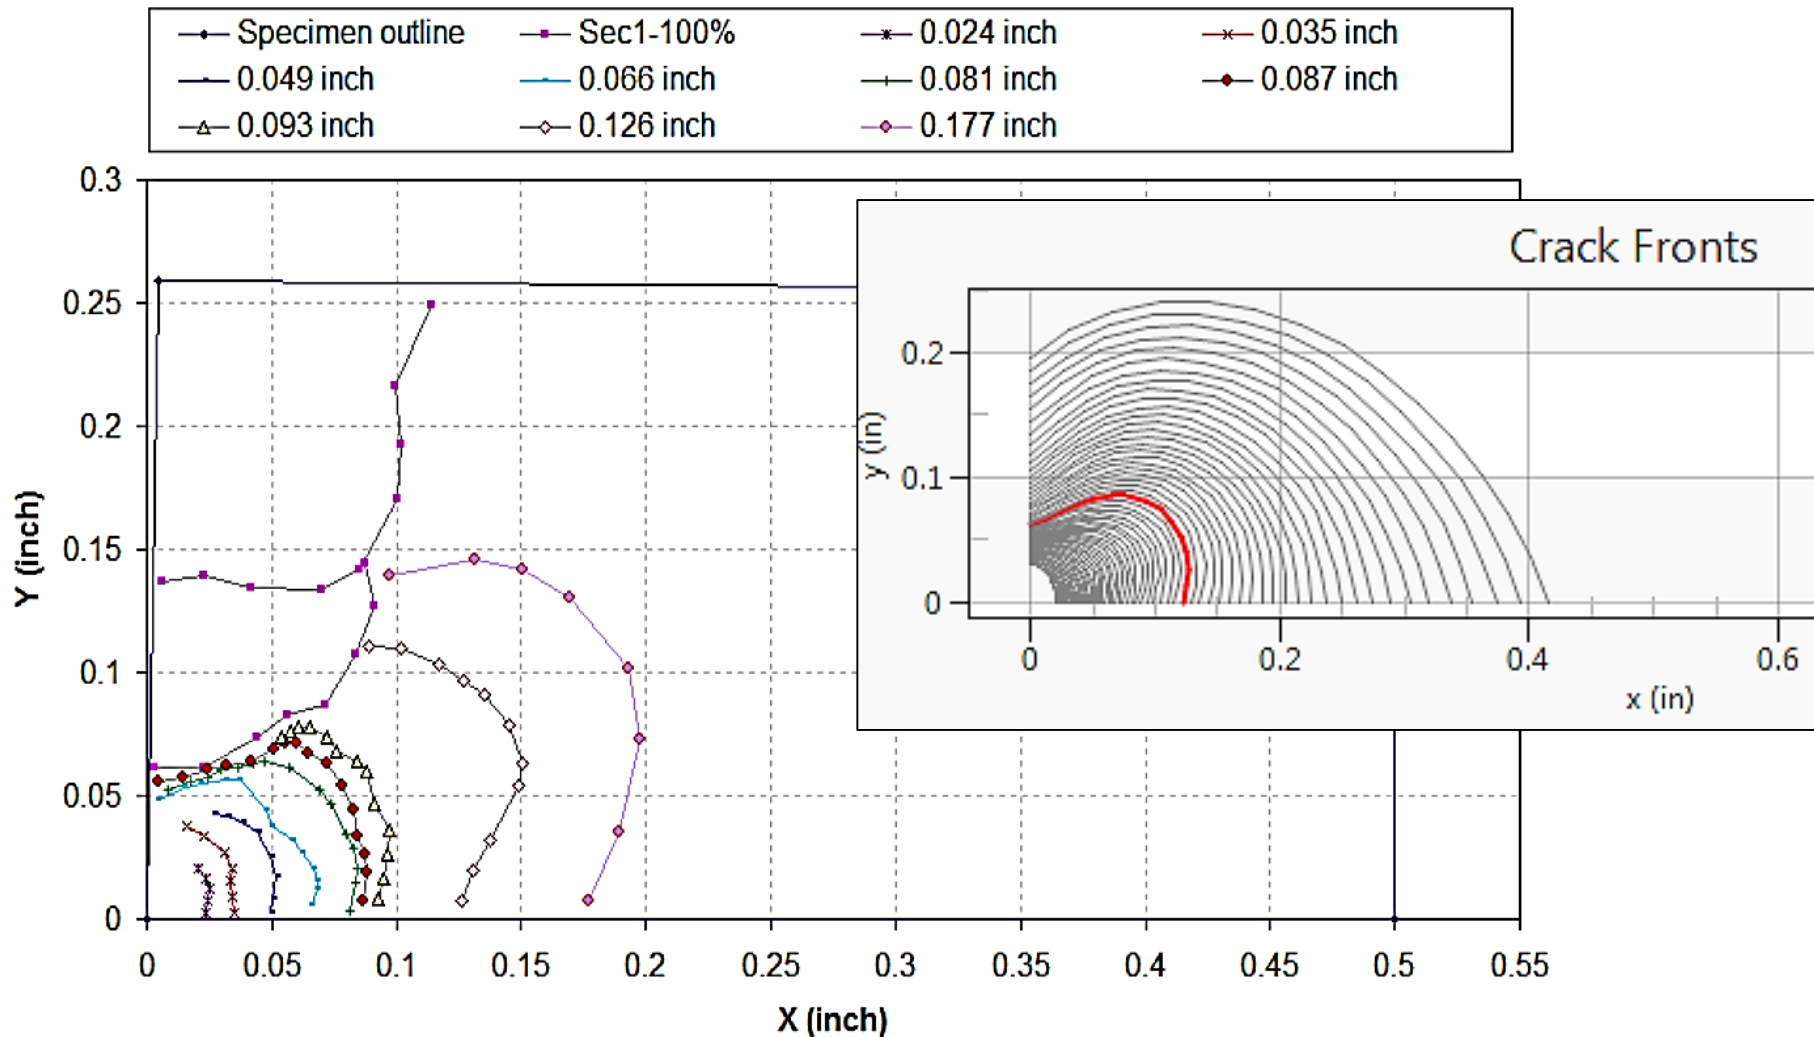 Specimen outline Sec1-100% 0.024 inch 0.035 inch
0.049 inch 0.066 inch 0.081 inch 0.087 inch
0.093 inch 0.126 inch 0.177 inch
0.3
0.25
0.2
0.15
0.1
0.05
0
Y (inch)
0 0.05 0.1 0.15 0.2 0.25 0.3 0.35 0.4 0.45 0.5 0.55
X (inch)
Crack Fronts
0.2
0.1
0
y (in)
0 0.2 0.4 0.6
x (in)